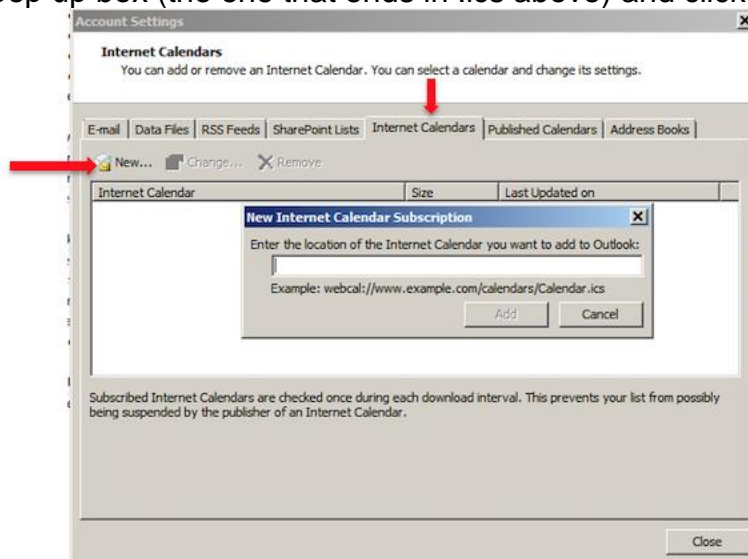 pop up box (the one that ends in .ics above) and click
Account Settings
Internet Calendars
You can add or remove an Internet Calendar. You can select a calendar and change its settings.
E-mail Data Files RSS Feeds SharePoint Lists Internet Calendars Published Calendars Address Books
New... Change... Remove
Internet Calendar Size Last Updated on
New Internet Calendar Subscription
Enter the location of the Internet Calendar you want to add to Outlook:
Example: webcal://www.example.com/calendars/Calendar.ics
Add Cancel
Subscribed Internet Calendars are checked once during each download interval. This prevents your list from possibly
being suspended by the publisher of an Internet Calendar.
Close